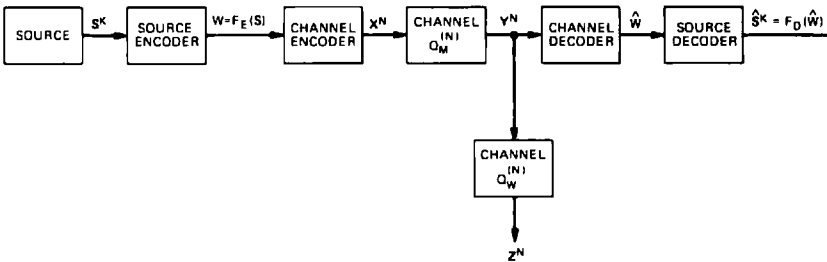 SOURCE
S^K
SOURCE
ENCODER
W=F_E(S)
CHANNEL
ENCODER
X^N
CHANNEL
Q_M^(N)
Y^N
CHANNEL
DECODER
Ŵ
SOURCE
DECODER
Ŝ^K = F_D(Ŵ)
CHANNEL
Q_W^(N)
Z^N